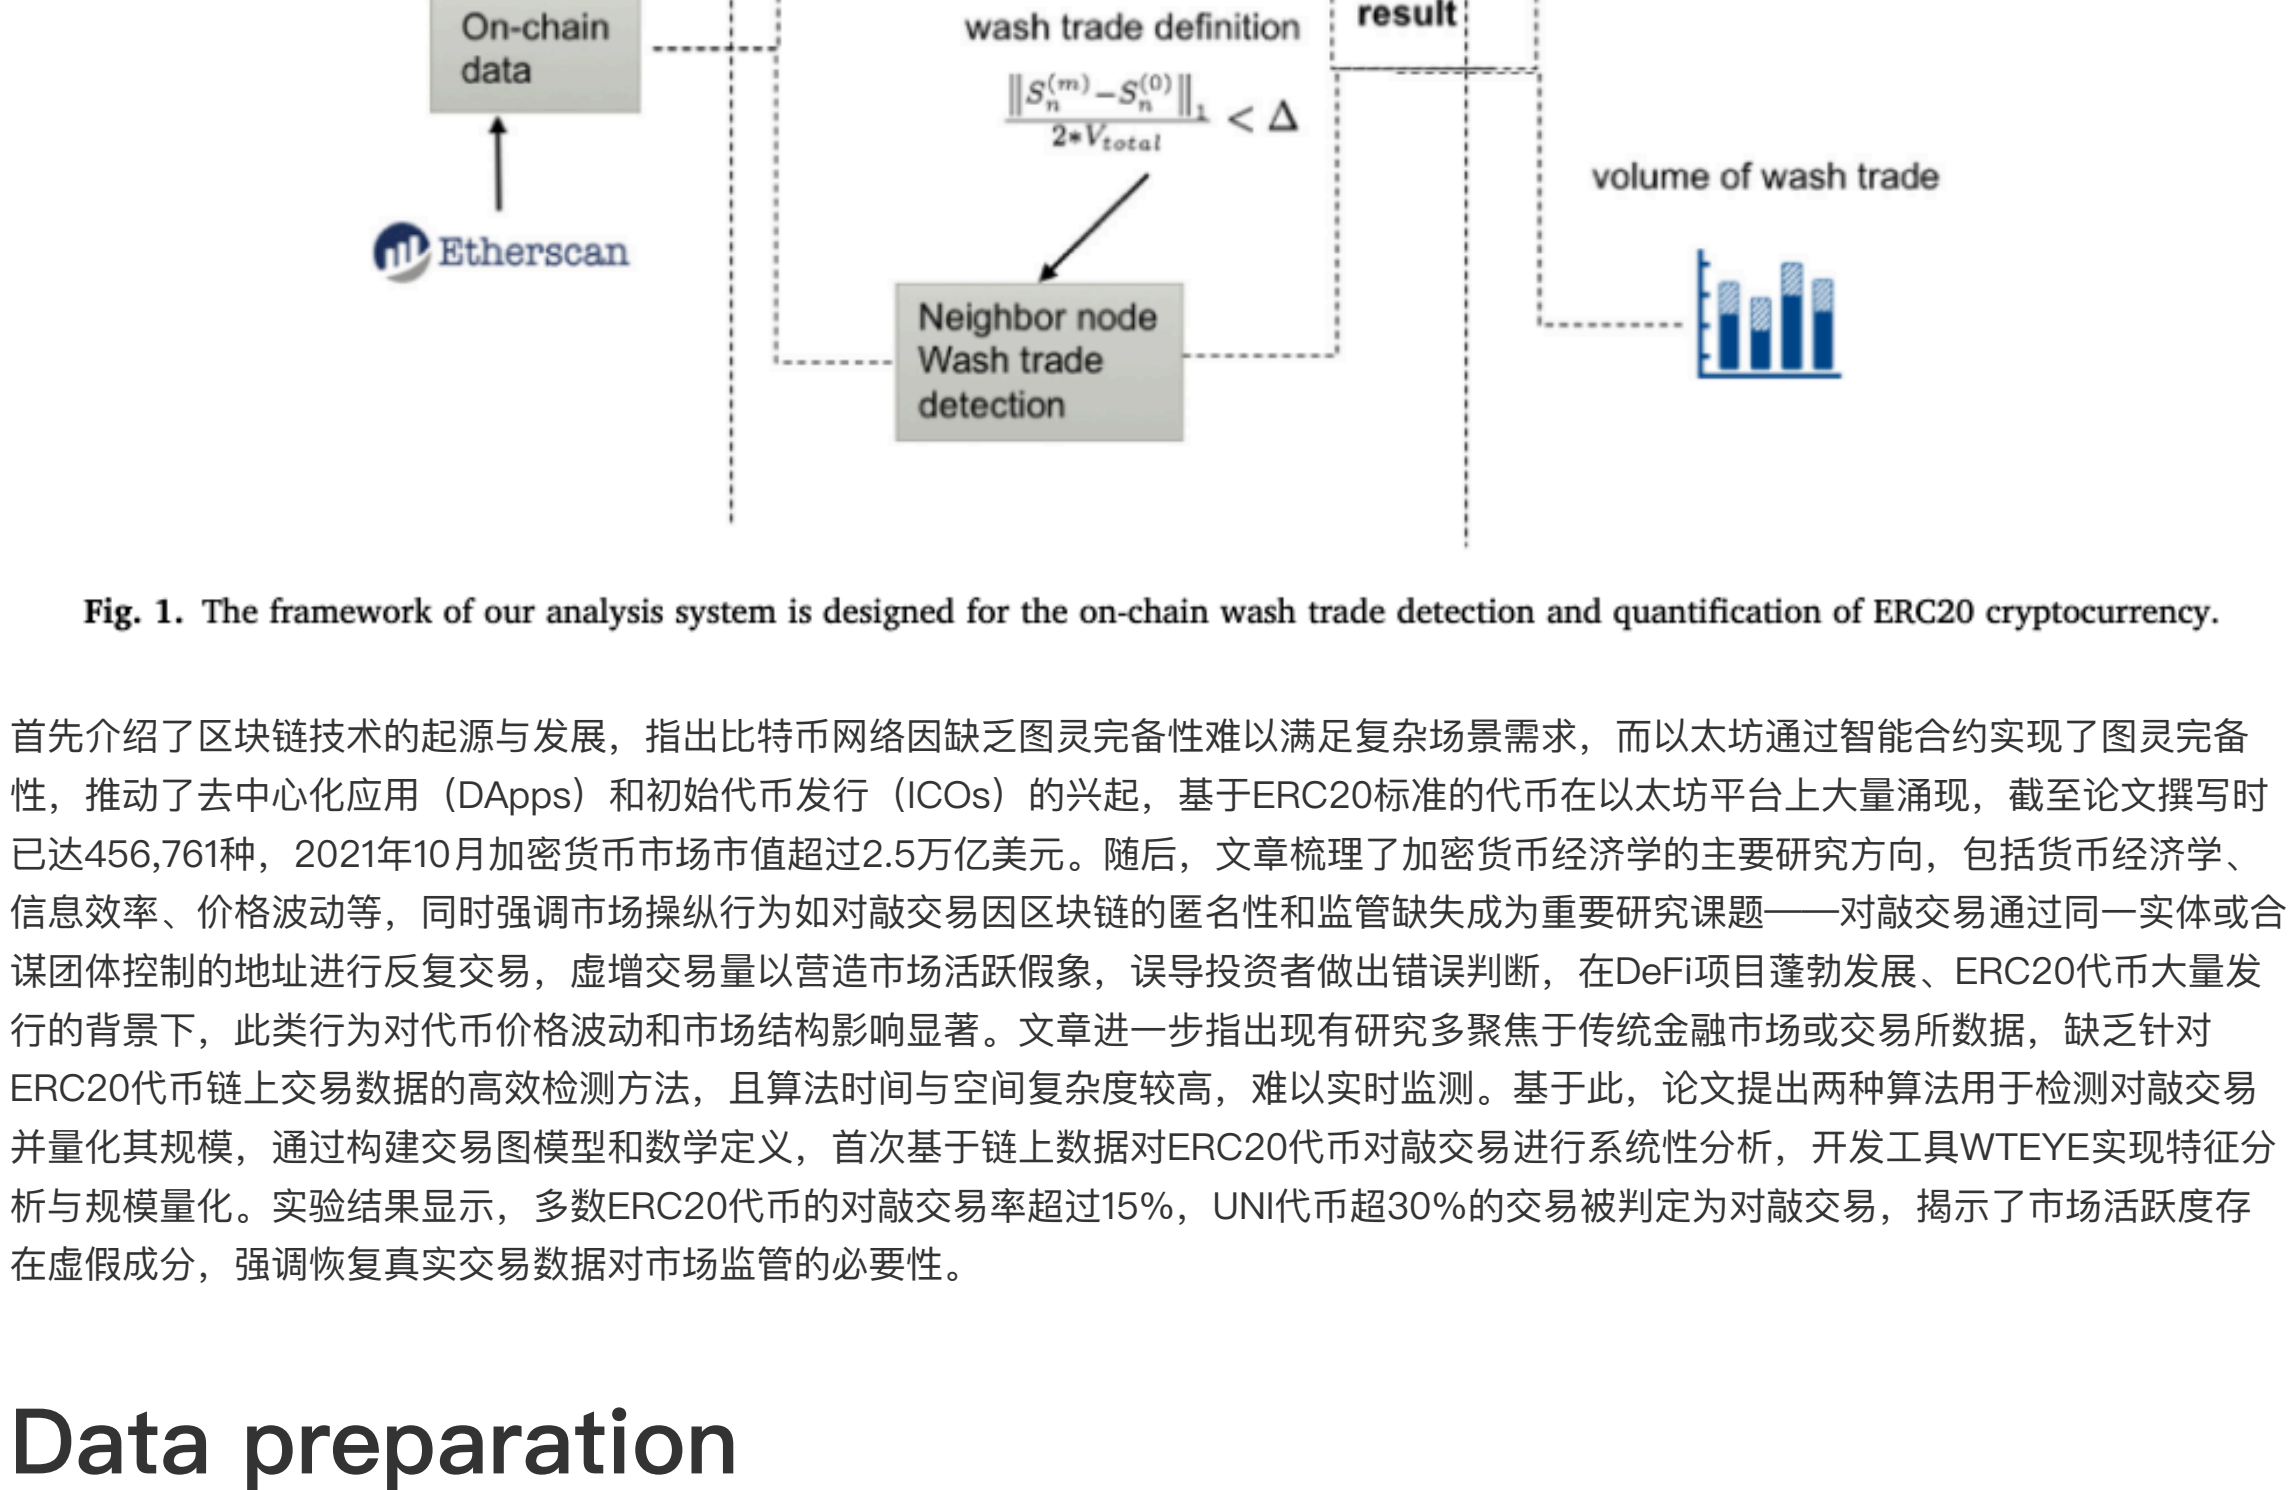 On-chain
data
wash trade definition
result
‖S_n^{(m)}−S_n^{(0)}‖_1 / 2*V_{total} < Δ
volume of wash trade
Etherscan
Neighbor node
Wash trade
detection
Fig. 1. The framework of our analysis system is designed for the on-chain wash trade detection and quantification of ERC20 cryptocurrency.
首先介绍了区块链技术的起源与发展，指出比特币网络因缺乏图灵完备性难以满足复杂场景需求，而以太坊通过智能合约实现了图灵完备
性，推动了去中心化应用（DApps）和初始代币发行（ICOs）的兴起，基于ERC20标准的代币在以太坊平台上大量涌现，截至论文撰写时
已达456,761种，2021年10月加密货币市场市值超过2.5万亿美元。随后，文章梳理了加密货币经济学的主要研究方向，包括货币经济学、
信息效率、价格波动等，同时强调市场操纵行为如对敲交易因区块链的匿名性和监管缺失成为重要研究课题——对敲交易通过同一实体或合
谋团体控制的地址进行反复交易，虚增交易量以营造市场活跃假象，误导投资者做出错误判断，在DeFi项目蓬勃发展、ERC20代币大量发
行的背景下，此类行为对代币价格波动和市场结构影响显著。文章进一步指出现有研究多聚焦于传统金融市场或交易所数据，缺乏针对
ERC20代币链上交易数据的高效检测方法，且算法时间与空间复杂度较高，难以实时监测。基于此，论文提出两种算法用于检测对敲交易
并量化其规模，通过构建交易图模型和数学定义，首次基于链上数据对ERC20代币对敲交易进行系统性分析，开发工具WTEYE实现特征分
析与规模量化。实验结果显示，多数ERC20代币的对敲交易率超过15%，UNI代币超30%的交易被判定为对敲交易，揭示了市场活跃度存
在虚假成分，强调恢复真实交易数据对市场监管的必要性。
Data preparation